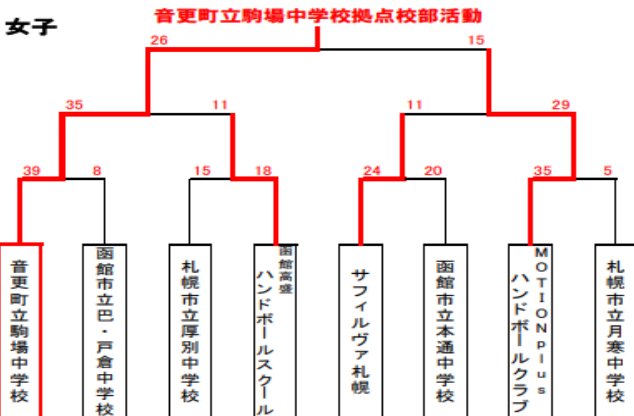 女子
音更町立駒場中学校拠点校部活動
26
15
35
11
11
29
39
8
15
18
24
20
35
5
音更町立駒場中学校
函館市立巴・戸倉中学校
札幌市立厚別中学校
函館高盛
ハンドボールスクール
サフィルヴァ札幌
函館市立本通中学校
MOTIONplus
ハンドボールクラブ
札幌市立月寒中学校